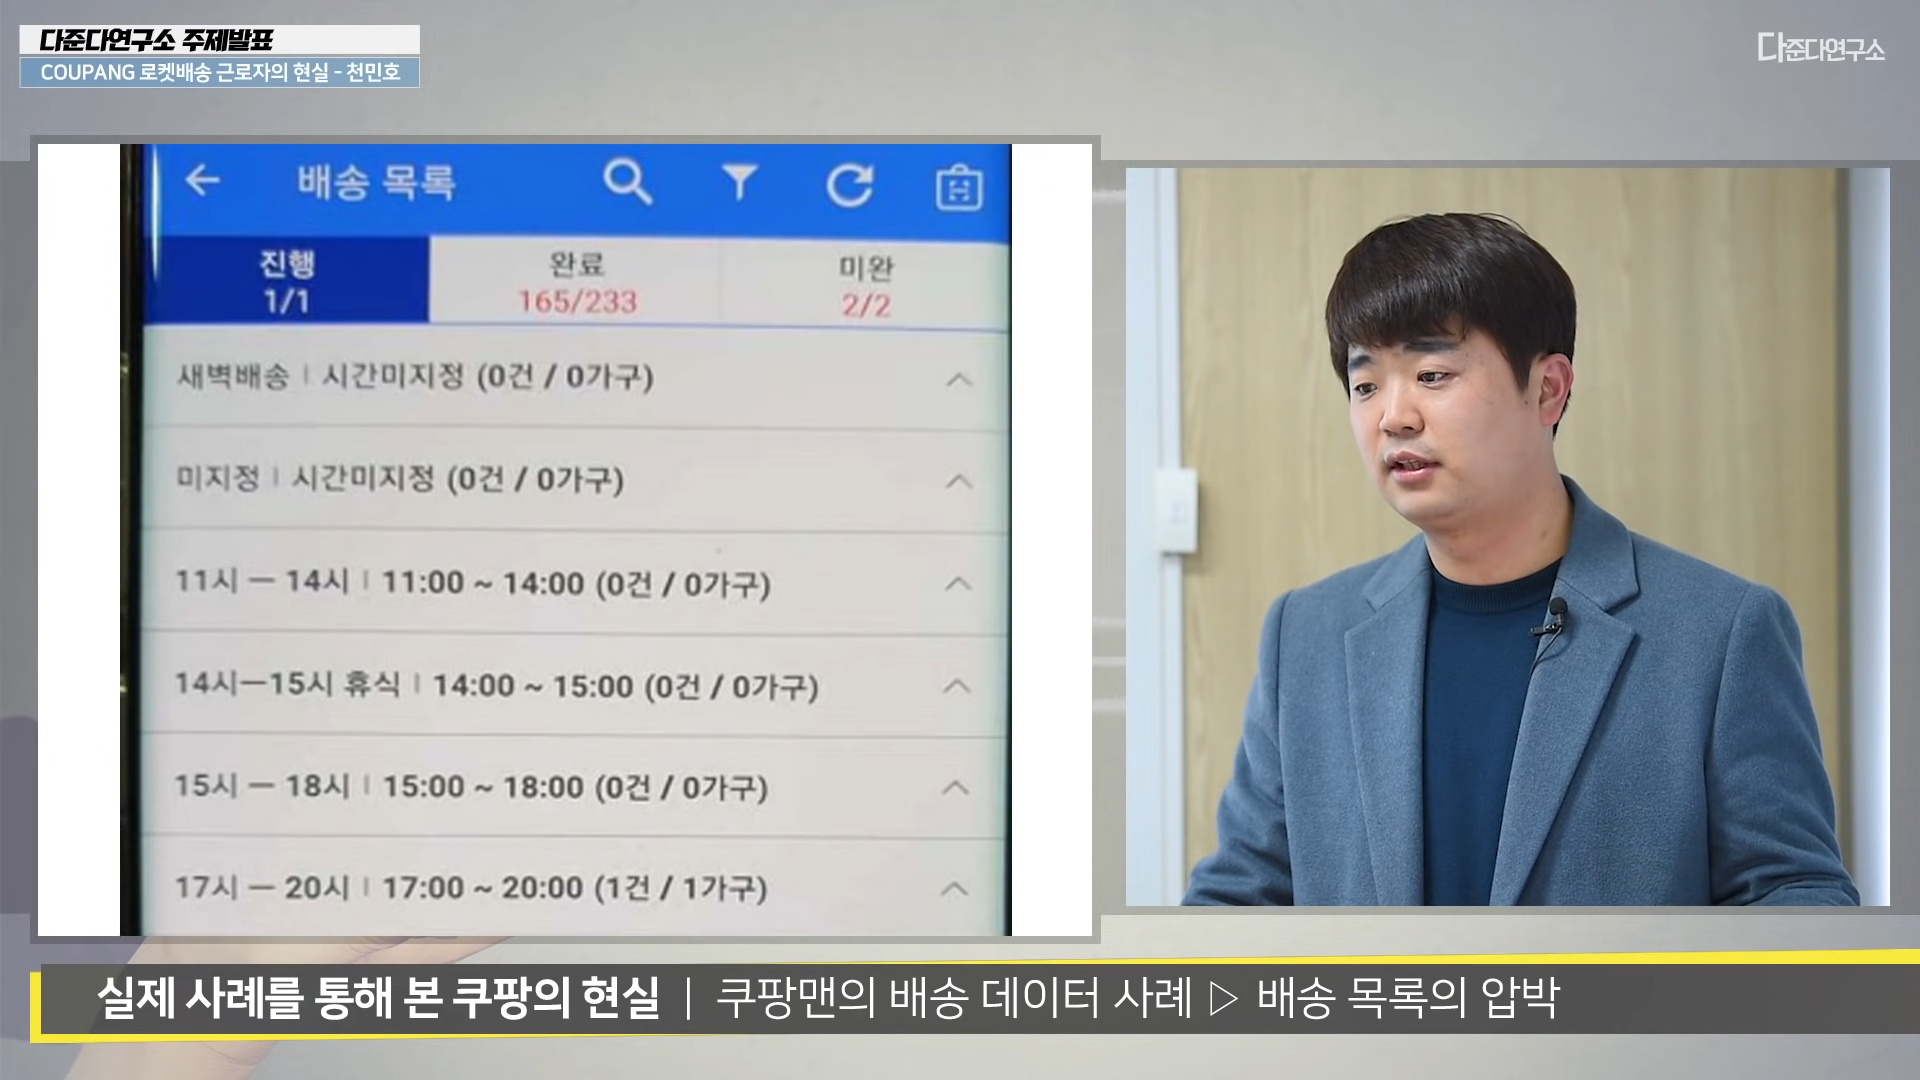 다준다연구소 주제발표
COUPANG 로켓배송 근로자의 현실 - 천민호
다준다연구소
배송 목록
진행
1/1
완료
165/233
미완
2/2
새벽배송 | 시간미지정 (0건 / 0가구)
미지정 | 시간미지정 (0건 / 0가구)
11시 — 14시 | 11:00 ~ 14:00 (0건 / 0가구)
14시—15시 휴식 | 14:00 ~ 15:00 (0건 / 0가구)
15시 — 18시 | 15:00 ~ 18:00 (0건 / 0가구)
17시 — 20시 | 17:00 ~ 20:00 (1건 / 1가구)
실제 사례를 통해 본 쿠팡의 현실 | 쿠팡맨의 배송 데이터 사례 ▷ 배송 목록의 압박